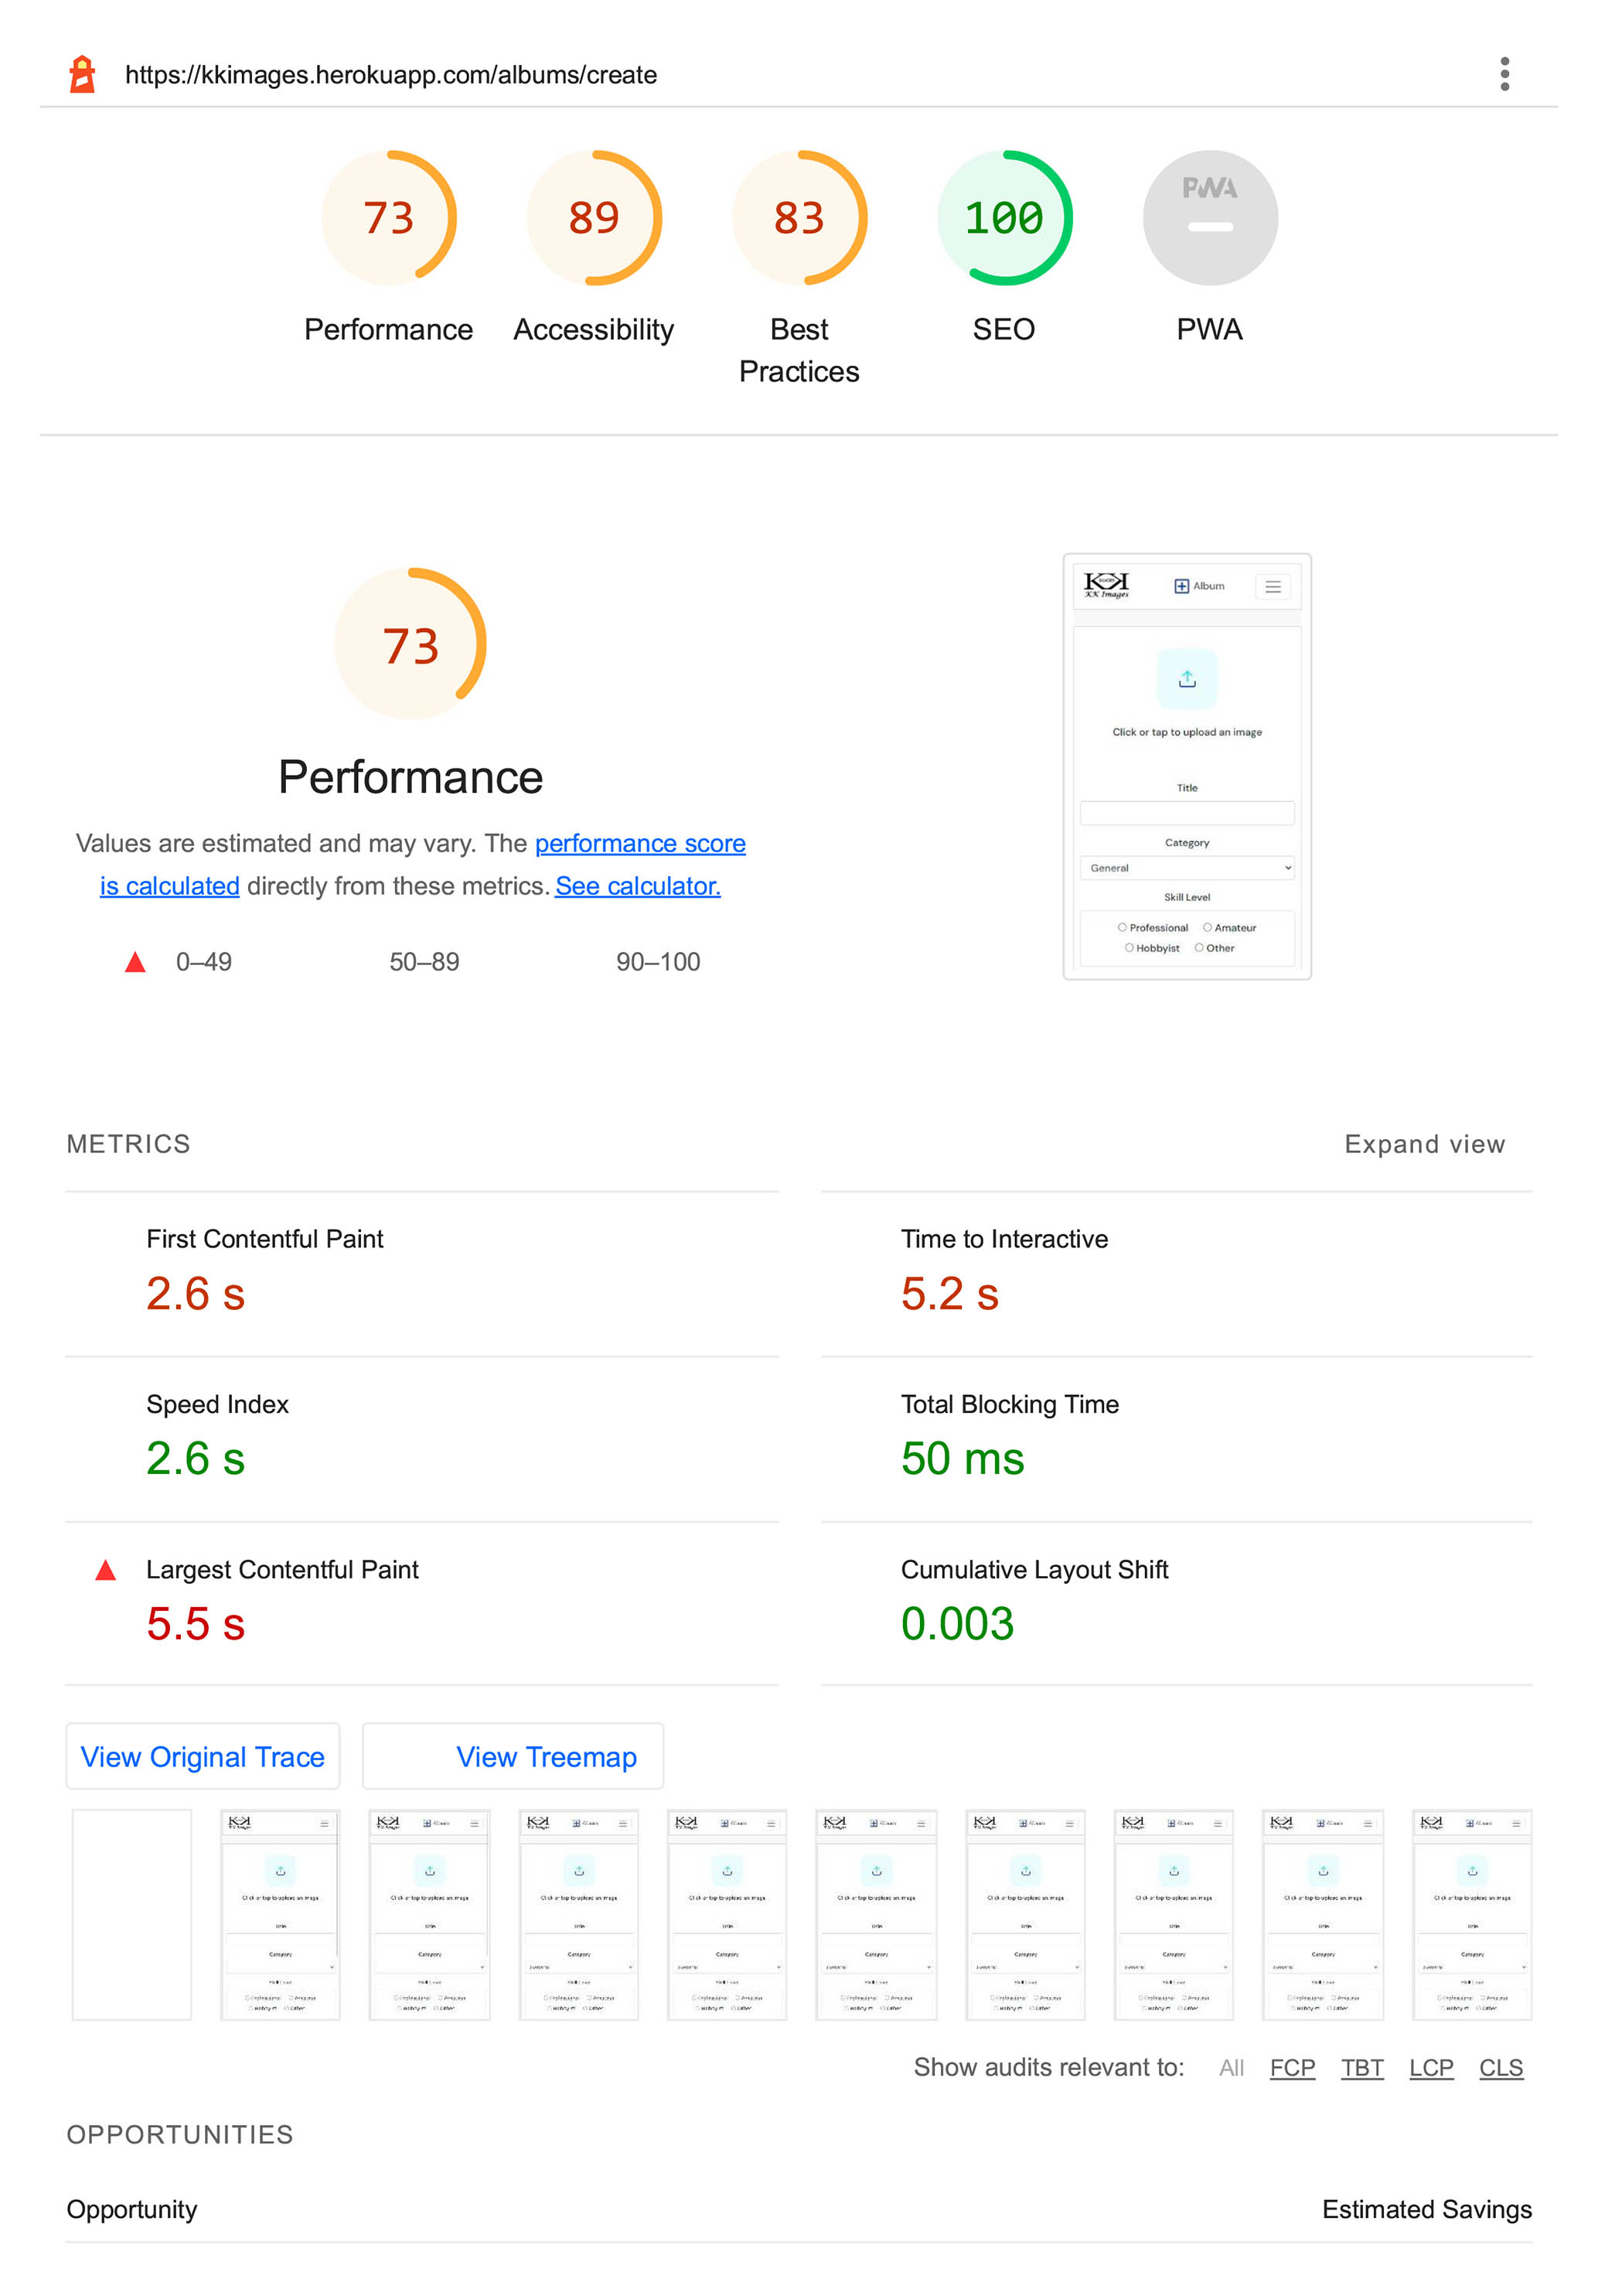 https://kkimages.herokuapp.com/albums/create
73
89
83
100
PWA
Performance
Accessibility
Best
Practices
SEO
PWA
73
Performance
Values are estimated and may vary. The performance score
is calculated directly from these metrics. See calculator.
0–49
50–89
90–100
KK Images
Album
Click or tap to upload an image
Title
Category
General
Skill Level
Professional
Amateur
Hobbyist
Other
METRICS
Expand view
First Contentful Paint
2.6 s
Time to Interactive
5.2 s
Speed Index
2.6 s
Total Blocking Time
50 ms
Largest Contentful Paint
5.5 s
Cumulative Layout Shift
0.003
View Original Trace
View Treemap
Show audits relevant to: All FCP TBT LCP CLS
OPPORTUNITIES
Opportunity
Estimated Savings